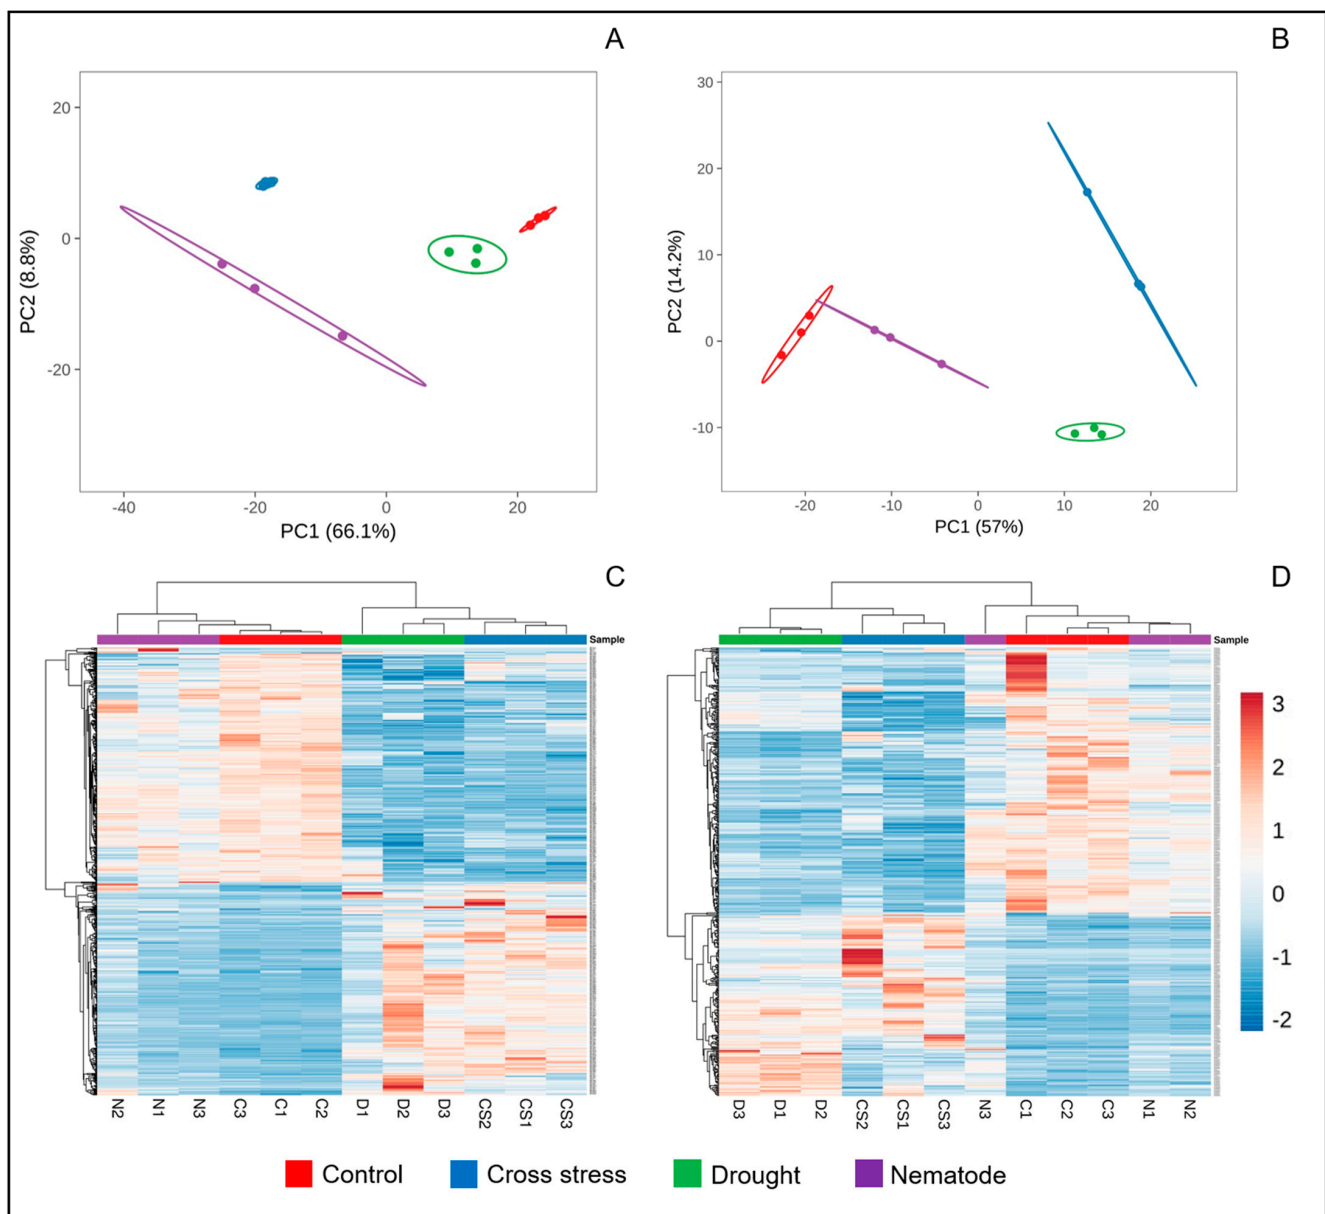 A
20
0
-20
PC2 (8.8%)
-40
-20
0
20
PC1 (66.1%)
B
30
20
10
0
-10
PC2 (14.2%)
-20
-10
0
10
20
PC1 (57%)
C
Sample
N2
N1
N3
C3
C1
C2
D1
D2
D3
CS2
CS1
CS3
D
Sample
D3
D1
D2
CS2
CS1
CS3
N3
C1
C2
C3
N1
N2
3
2
1
0
-1
-2
Control
Cross stress
Drought
Nematode